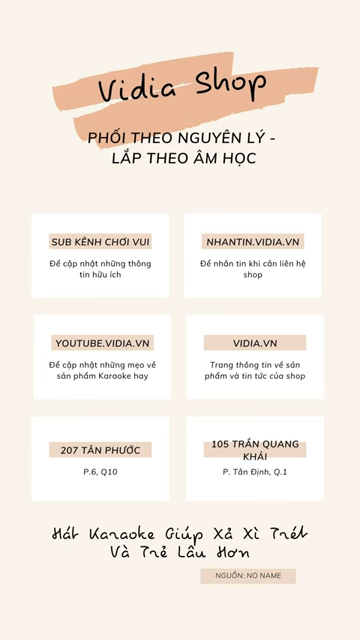 Vidia Shop
PHỐI THEO NGUYÊN LÝ -
LẮP THEO ÂM HỌC
SUB KÊNH CHƠI VUI
Để cập nhật những thông
tin hữu ích
NHANTIN.VIDIA.VN
Để nhắn tin khi cần liên hệ
shop
YOUTUBE.VIDIA.VN
Để cập nhật những mẹo về
sản phẩm Karaoke hay
VIDIA.VN
Trang thông tin về sản
phẩm và tin tức của shop
207 TÂN PHƯỚC
P.6, Q10
105 TRẦN QUANG
KHẢI
P. Tân Định, Q.1
Hát Karaoke Giúp Xả Xì Trét
Và Trẻ Lâu Hơn
NGUỒN: NO NAME